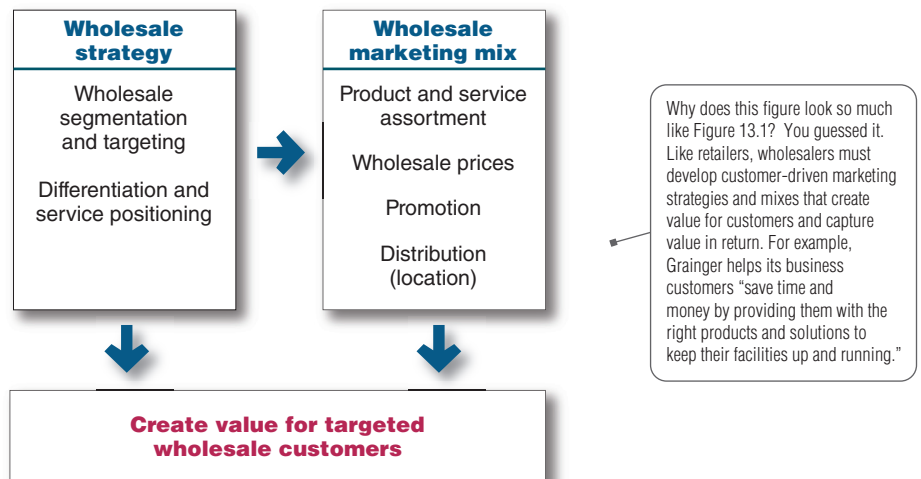 Wholesale
strategy
Wholesale
segmentation
and targeting
Differentiation and
service positioning
Wholesale
marketing mix
Product and service
assortment
Wholesale prices
Promotion
Distribution
(location)
Create value for targeted
wholesale customers
Why does this figure look so much
like Figure 13.1? You guessed it.
Like retailers, wholesalers must
develop customer-driven marketing
strategies and mixes that create
value for customers and capture
value in return. For example,
Grainger helps its business
customers “save time and
money by providing them with the
right products and solutions to
keep their facilities up and running.”